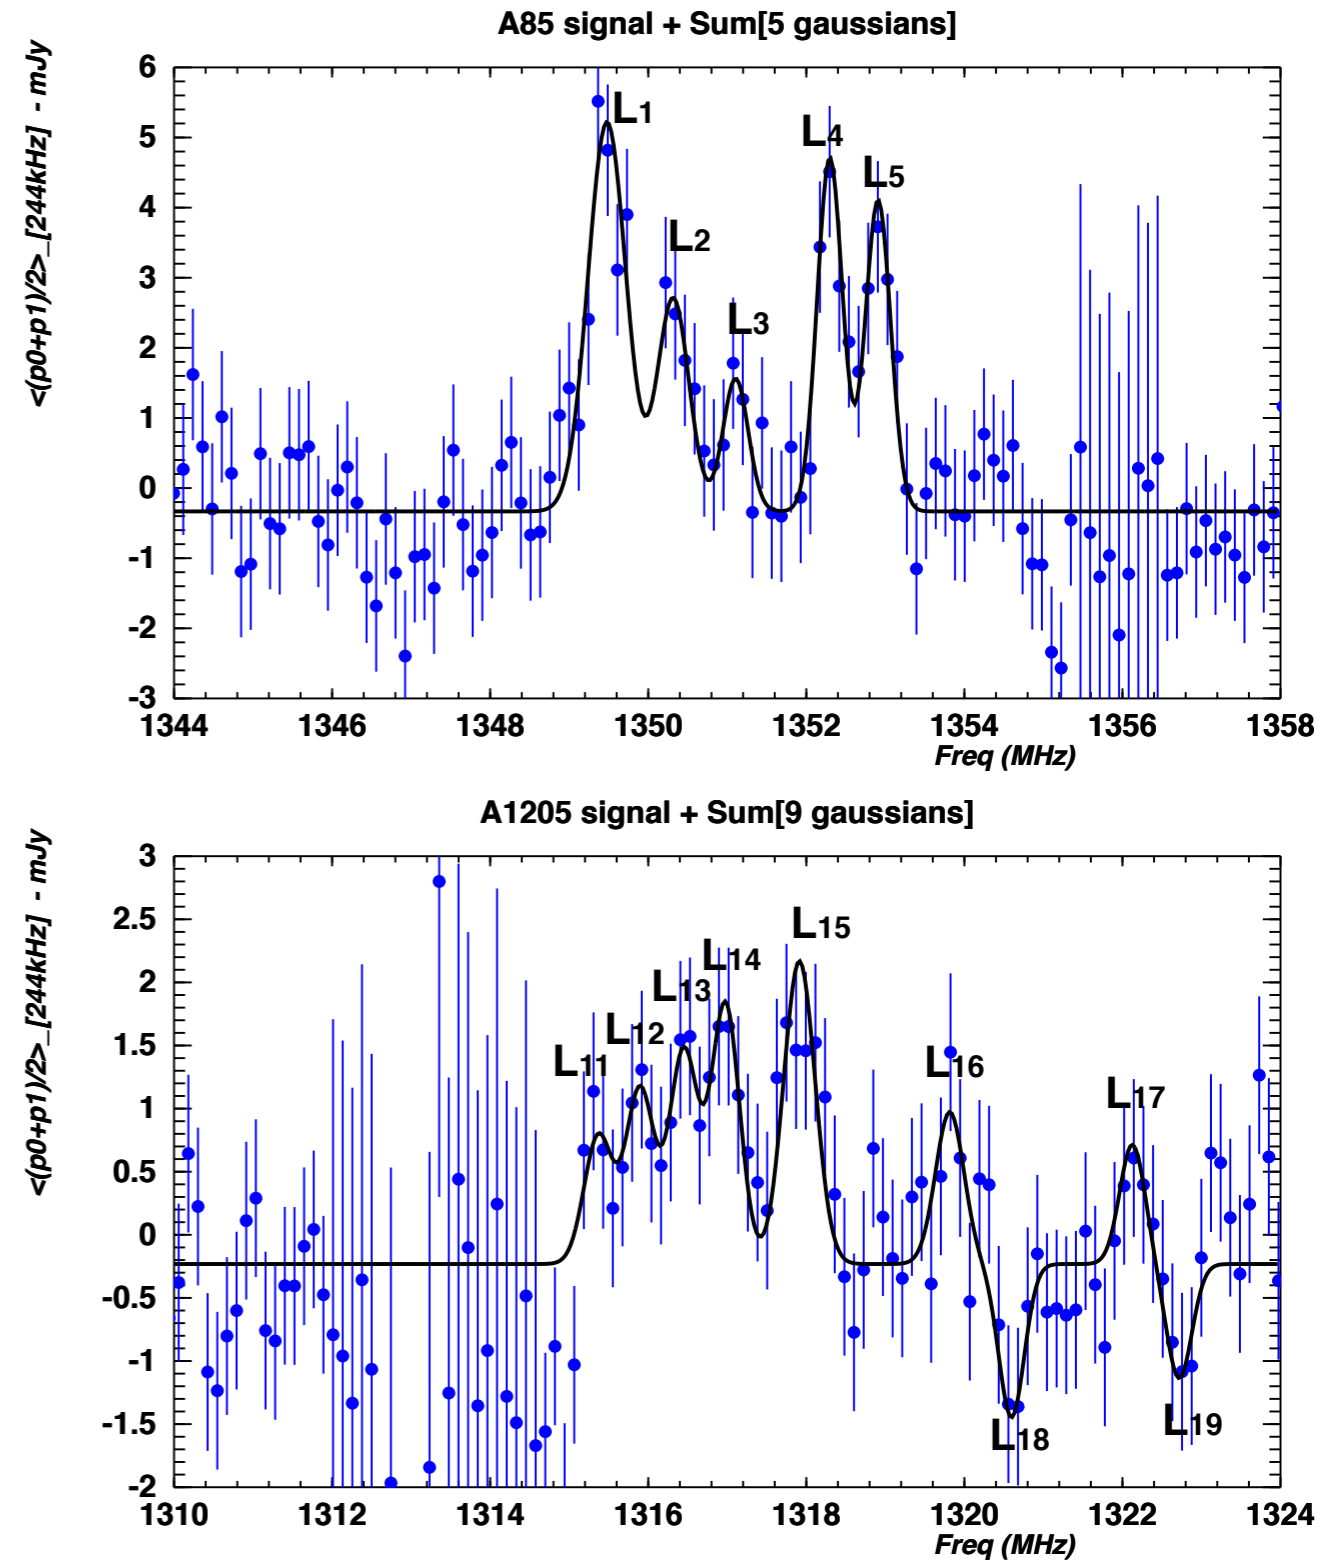 A85 signal + Sum[5 gaussians]
<(p0+p1)/2>_[244kHz] - mJy
6
5
4
3
2
1
0
-1
-2
-3
L1
L2
L3
L4
L5
1344 1346 1348 1350 1352 1354 1356 1358
Freq (MHz)
A1205 signal + Sum[9 gaussians]
<(p0+p1)/2>_[244kHz] - mJy
3
2.5
2
1.5
1
0.5
0
-0.5
-1
-1.5
-2
L11
L12
L13
L14
L15
L16
L17
L18
L19
1310 1312 1314 1316 1318 1320 1322 1324
Freq (MHz)